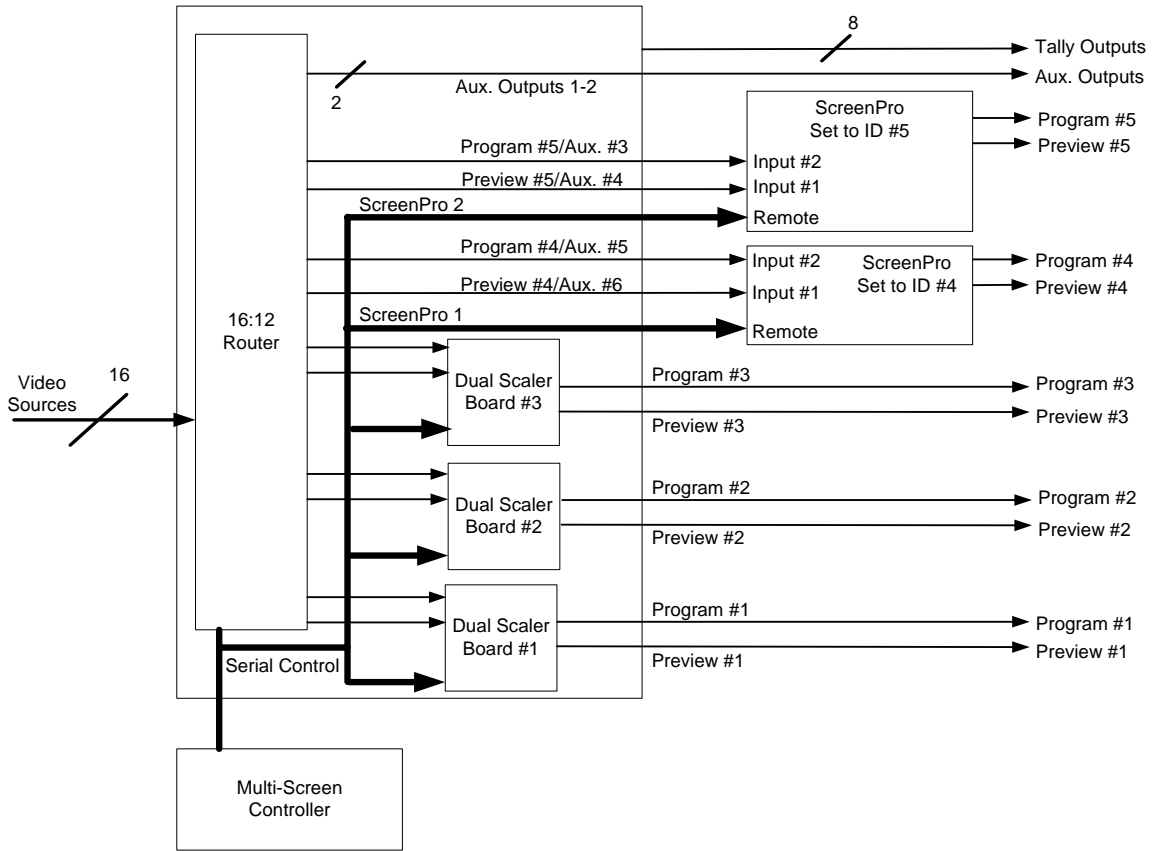 8
Tally Outputs
2
Aux. Outputs 1-2
Aux. Outputs
ScreenPro
Set to ID #5
Program #5
Preview #5
Program #5/Aux. #3
Input #2
Preview #5/Aux. #4
Input #1
ScreenPro 2
Remote
Program #4/Aux. #5
Input #2
ScreenPro
Set to ID #4
Program #4
Preview #4
Preview #4/Aux. #6
Input #1
ScreenPro 1
Remote
16:12
Router
Video
Sources
16
Dual Scaler
Board #3
Program #3
Program #3
Preview #3
Preview #3
Dual Scaler
Board #2
Program #2
Program #2
Preview #2
Preview #2
Dual Scaler
Board #1
Program #1
Program #1
Preview #1
Preview #1
Serial Control
Multi-Screen
Controller